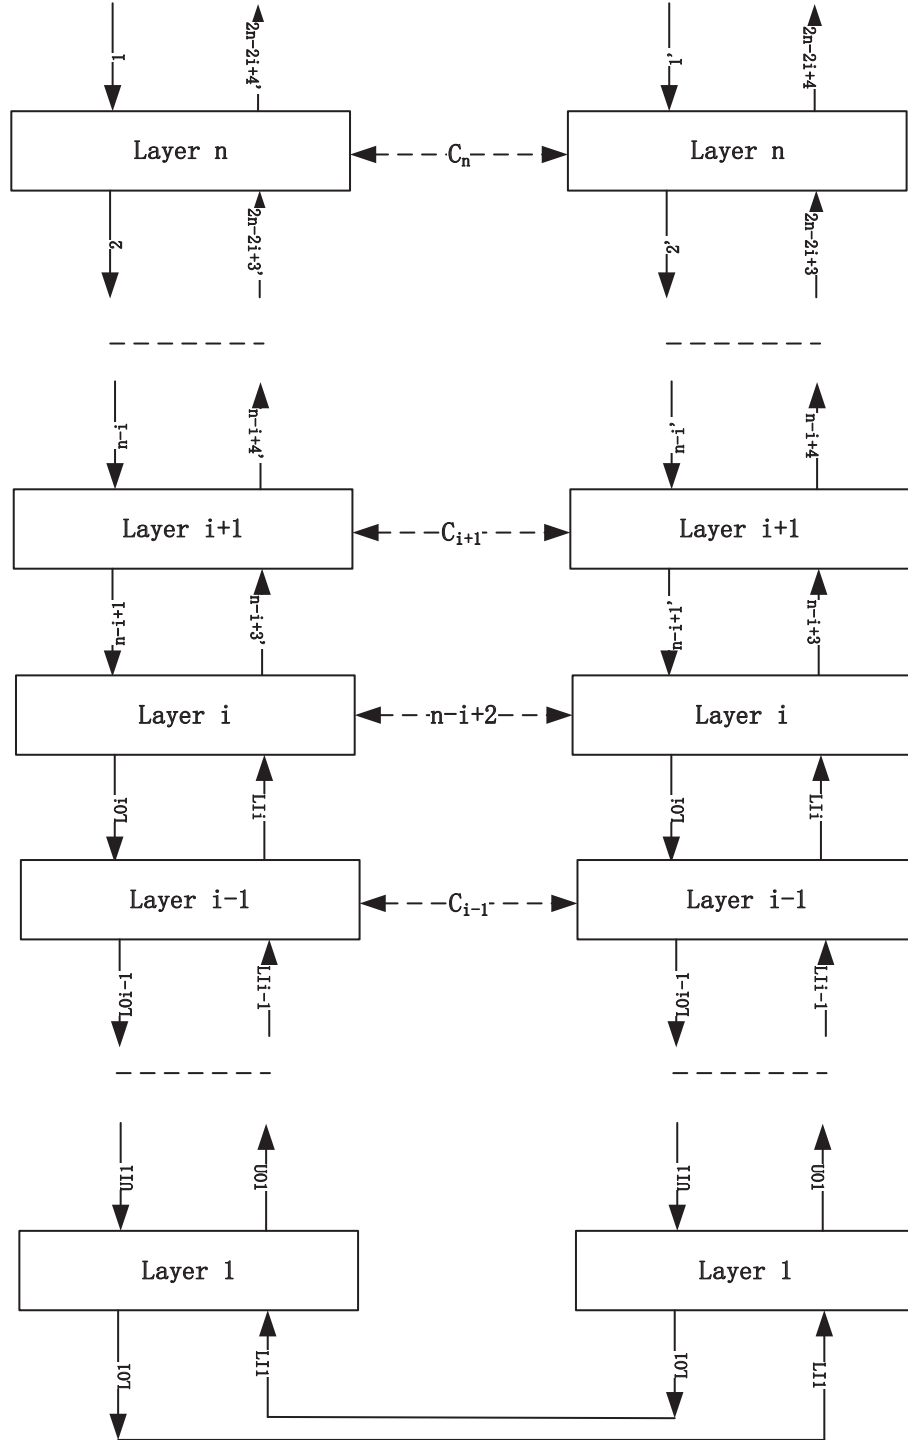 1
2n-2i+4'
1'
2n-2i+4
Layer n
Cn
Layer n
2
2n-2i+3'
2'
2n-2i+3
n-i
n-i+4'
n-i'
n-i+4
Layer i+1
Ci+1
Layer i+1
n-i+1
n-i+3'
n-i+1'
n-i+3
Layer i
n-i+2
Layer i
LOi
LIi
LOi
LIi
Layer i-1
Ci-1
Layer i-1
LOi-1
LIi-1
LOi-1
LIi-1
UI1
UO1
UI1
UO1
Layer 1
Layer 1
LO1
LI1
LO1
LI1